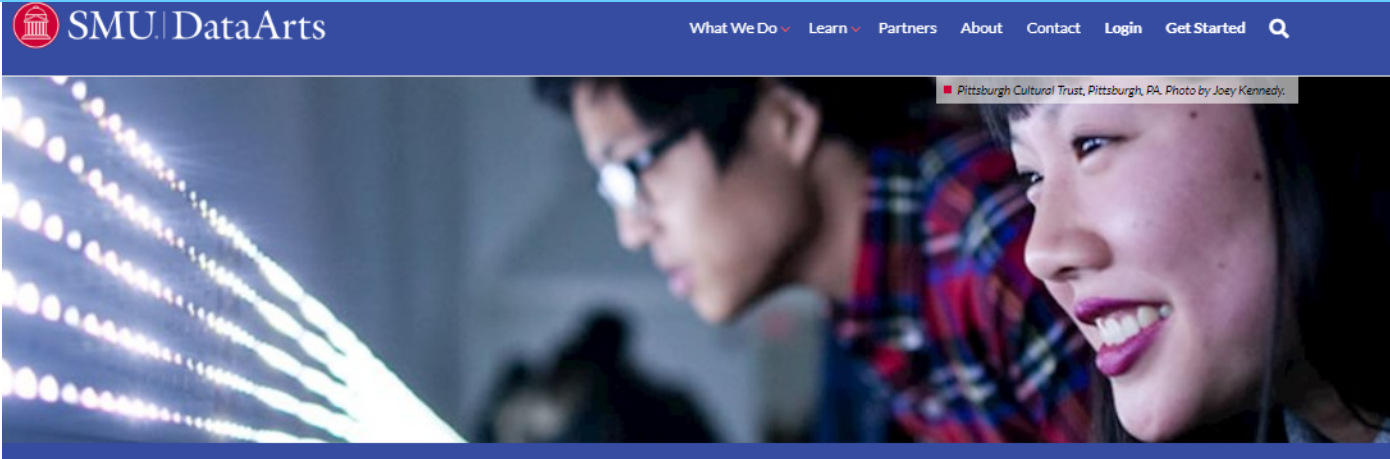 SMU. | DataArts
What We Do Learn Partners About Contact Login Get Started
Pittsburgh Cultural Trust, Pittsburgh, PA. Photo by Joey Kennedy.